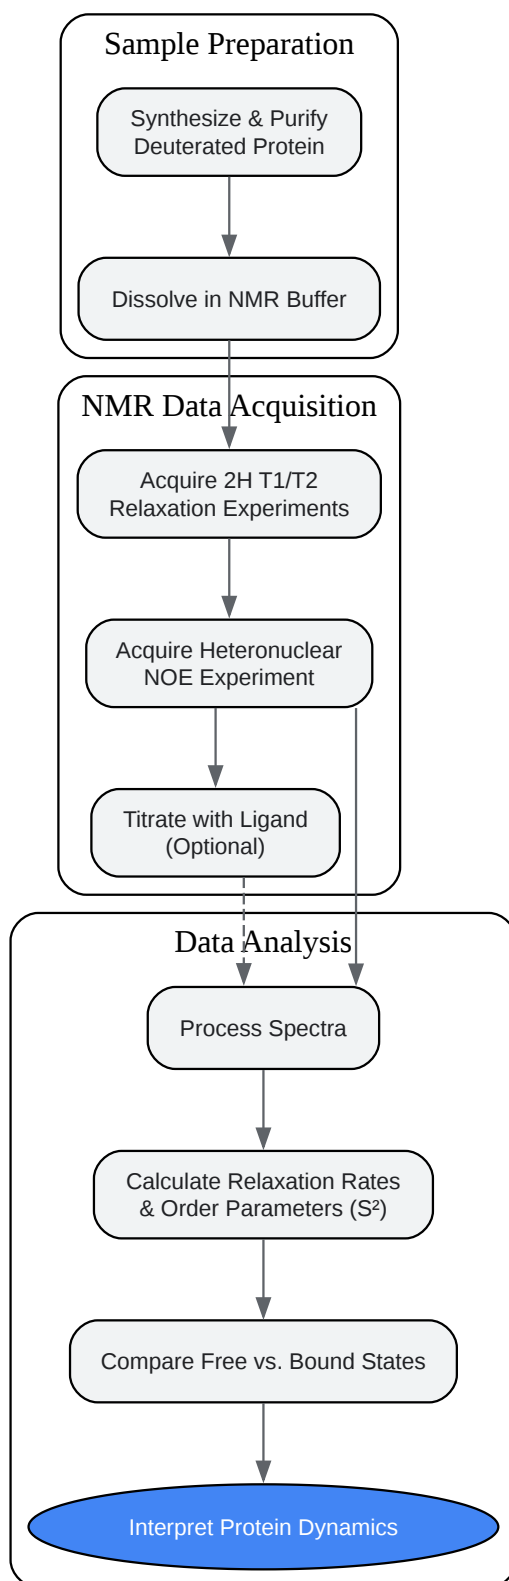 Sample Preparation
Synthesize & Purify
Deuterated Protein
Dissolve in NMR Buffer
NMR Data Acquisition
Acquire 2H T1/T2
Relaxation Experiments
Acquire Heteronuclear
NOE Experiment
Titrate with Ligand
(Optional)
Data Analysis
Process Spectra
Calculate Relaxation Rates
& Order Parameters (S²)
Compare Free vs. Bound States
Interpret Protein Dynamics